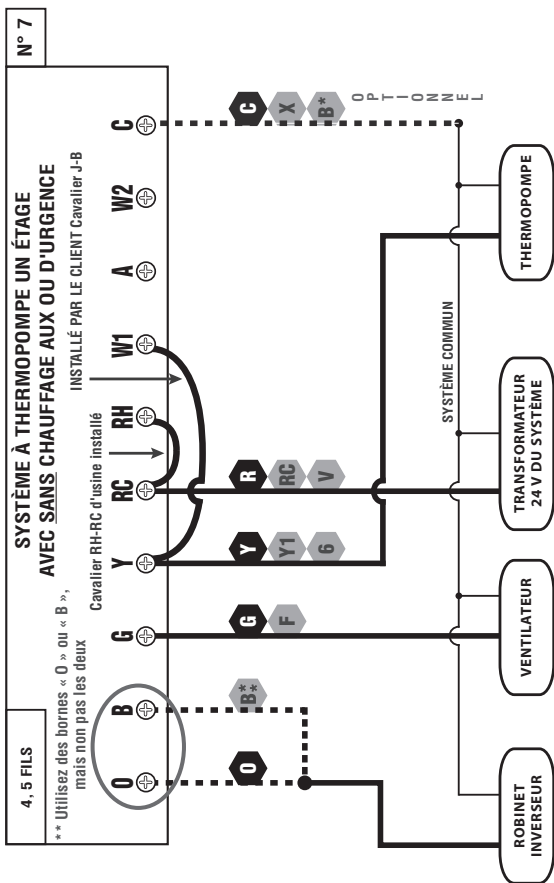 N° 7
4, 5 FILS
SYSTÈME À THERMOPOMPE UN ÉTAGE
AVEC SANS CHAUFFAGE AUX OU D'URGENCE
** Utilisez des bornes « O » ou « B »,
mais non pas les deux
Cavalier RH-RC d'usine installé
INSTALLÉ PAR LE CLIENT Cavalier J-B
O B G Y RC RH W1 A W2 C
O B* G Y R C
F Y1 RC X
6 V B*
OPTIONNEL
SYSTÈME COMMUN
ROBINET
INVERSEUR
VENTILATEUR
TRANSFORMATEUR
24 V DU SYSTÈME
THERMOPOMPE